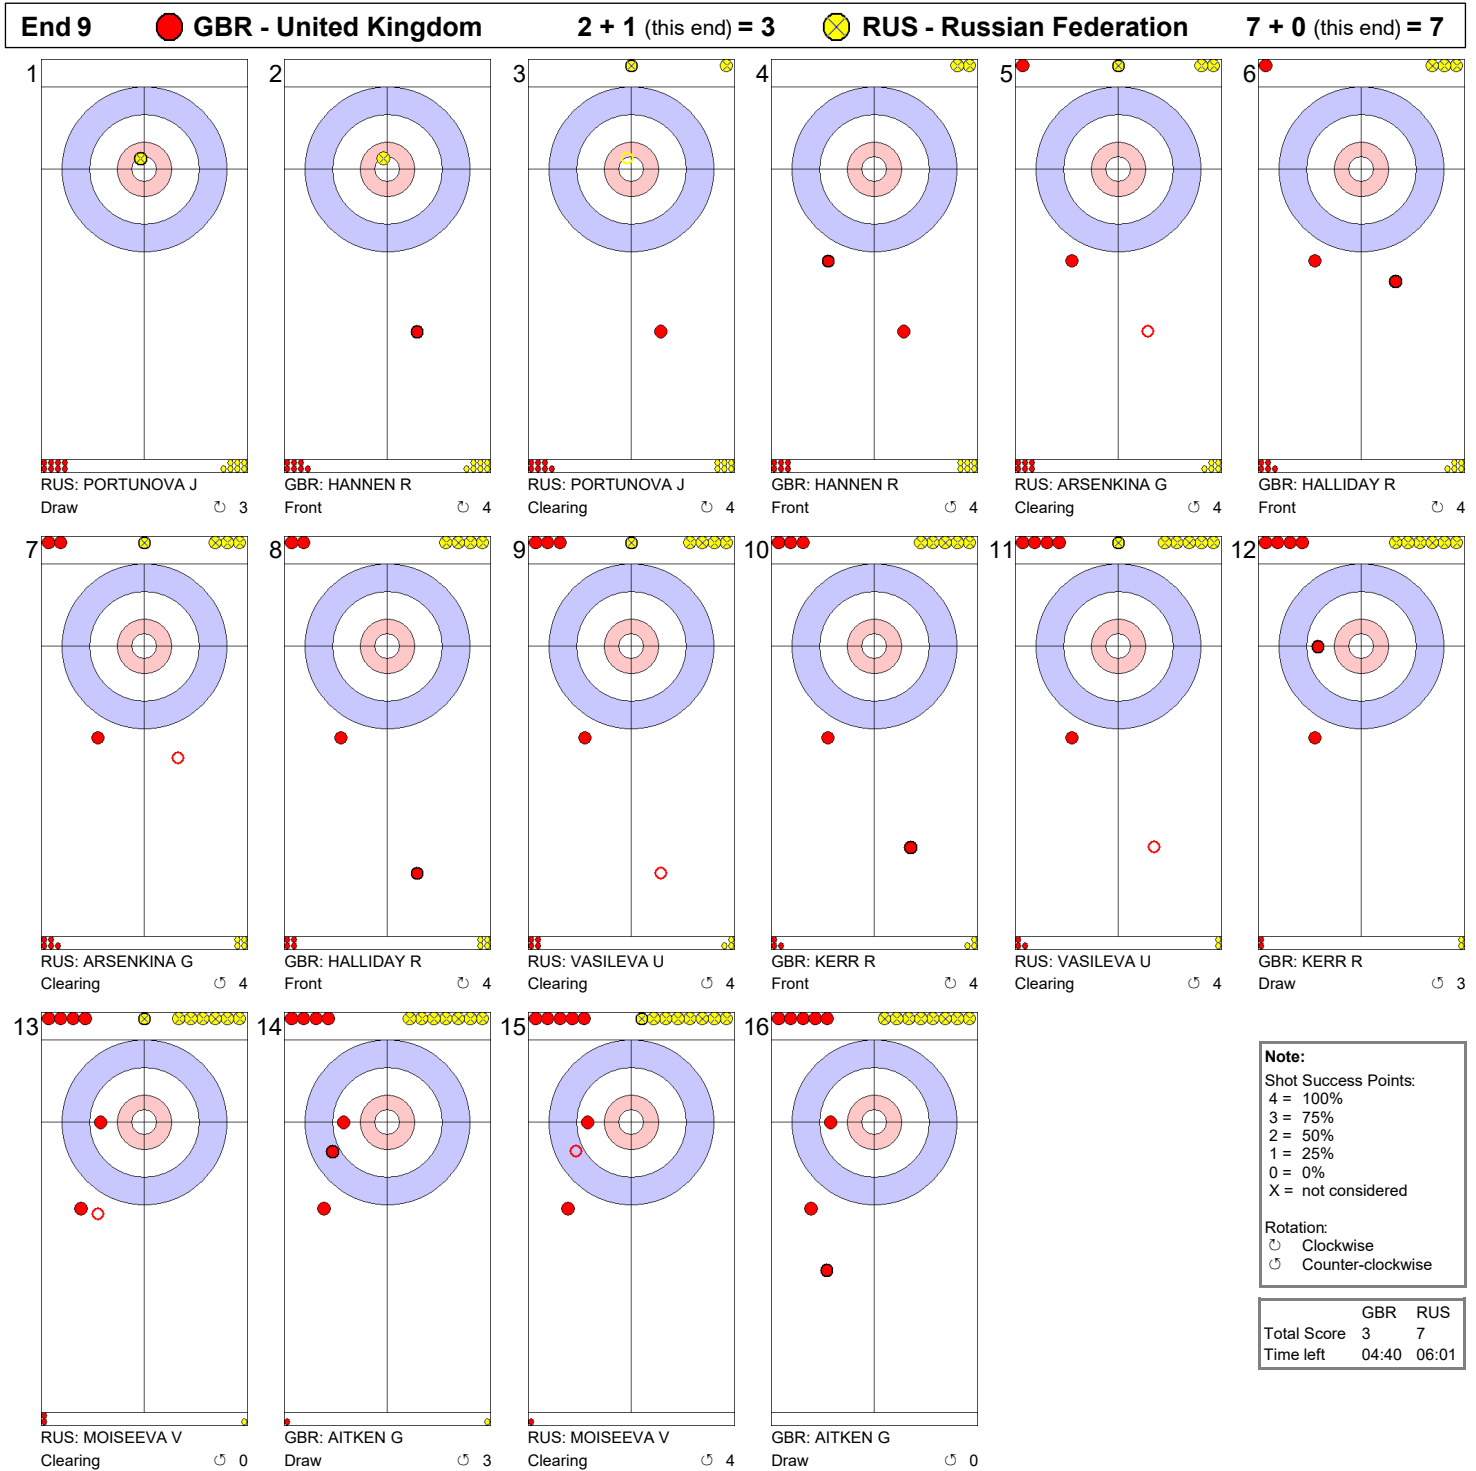 End 9 GBR - United Kingdom 2 + 1 (this end) = 3 RUS - Russian Federation 7 + 0 (this end) = 7
1 2 3 4 5 6
RUS: PORTUNOVA J GBR: HANNEN R RUS: PORTUNOVA J GBR: HANNEN R RUS: ARSENKINA G GBR: HALLIDAY R
Draw ↻ 3 Front ↻ 4 Clearing ↻ 4 Front ↺ 4 Clearing ↺ 4 Front ↻ 4
7 8 9 10 11 12
RUS: ARSENKINA G GBR: HALLIDAY R RUS: VASILEVA U GBR: KERR R RUS: VASILEVA U GBR: KERR R
Clearing ↺ 4 Front ↻ 4 Clearing ↺ 4 Front ↻ 4 Clearing ↺ 4 Draw ↺ 3
13 14 15 16
RUS: MOISEEVA V GBR: AITKEN G RUS: MOISEEVA V GBR: AITKEN G
Clearing ↺ 0 Draw ↺ 3 Clearing ↺ 4 Draw ↺ 0
Note:
Shot Success Points:
4 = 100%
3 = 75%
2 = 50%
1 = 25%
0 = 0%
X = not considered
Rotation:
↻ Clockwise
↺ Counter-clockwise
GBR RUS
Total Score 3 7
Time left 04:40 06:01